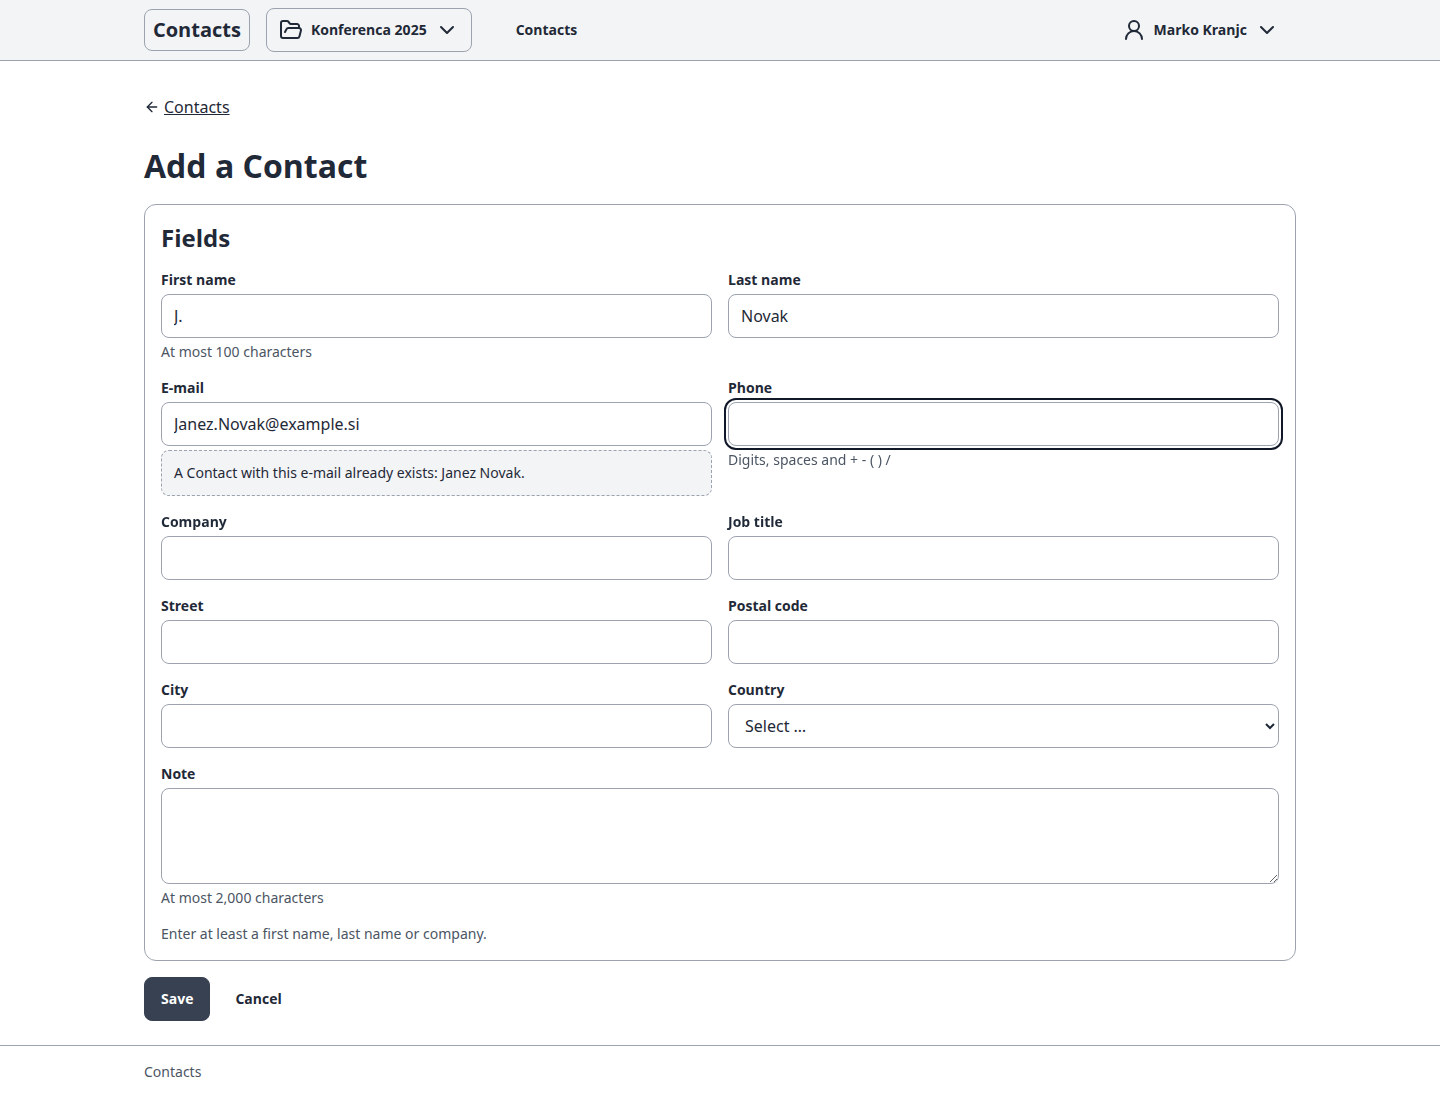 Contacts
Konferenca 2025
Contacts
Marko Kranjc
Contacts
Add a Contact
Fields
First name
Last name
J.
Novak
At most 100 characters
E-mail
Phone
Janez.Novak@example.si
A Contact with this e-mail already exists: Janez Novak.
Digits, spaces and + - ( ) /
Company
Job title
Street
Postal code
City
Country
Select ...
Note
At most 2,000 characters
Enter at least a first name, last name or company.
Save
Cancel
Contacts